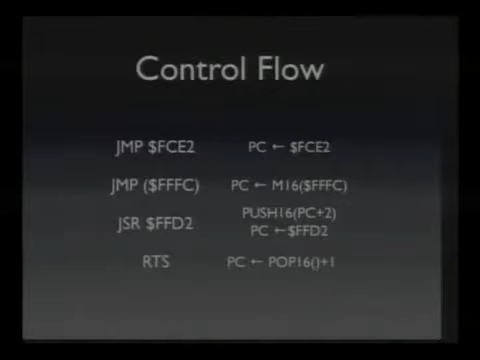 Control Flow
JMP $FCE2 PC ← $FCE2
JMP ($FFFC) PC ← M16($FFFC)
JSR $FFD2 PUSH16(PC+2)
PC ←$FFD2
RTS PC ← POP16()+1